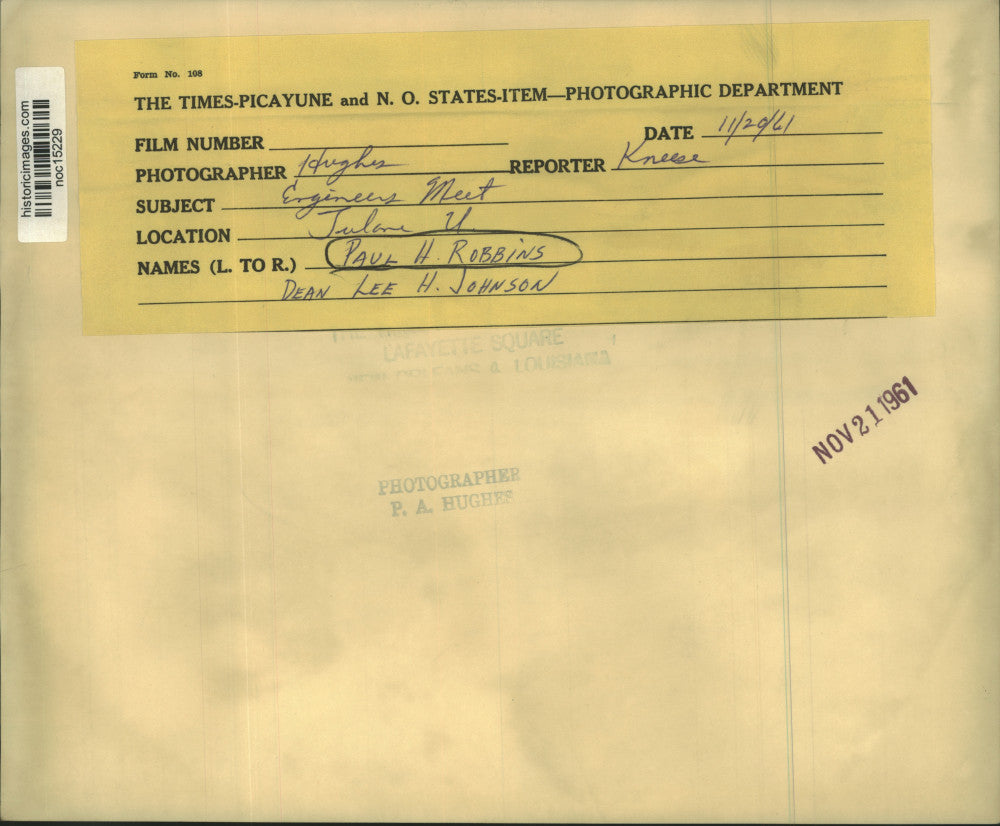 Form No. 108
THE TIMES-PICAYUNE and N. O. STATES-ITEM—PHOTOGRAPHIC DEPARTMENT
FILM NUMBER
DATE 11/20/61
PHOTOGRAPHER Hughes REPORTER Kneese
SUBJECT Engineers Meet
LOCATION Tulane U.
NAMES (L. TO R.) PAUL H. ROBBINS
DEAN LEE H. JOHNSON
historicimages.com
noc15229
LAFAYETTE SQUARE
NEW ORLEANS & LOUISIANA
NOV 21 1961
PHOTOGRAPHER
P. A. HUGHES